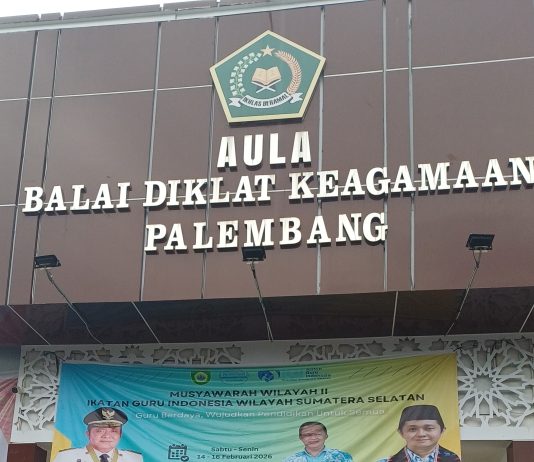 IKHLAS BERAMAL
AULA
BALAI DIKLAT KEAGAMAAN
PALEMBANG
MUSYAWARAH WILAYAH II
IKATAN GURU INDONESIA WILAYAH SUMATERA SELATAN
Guru Berdaya, Wujudkan Pendidikan untuk Semua
Sabtu - Senin
14 - 16 Februari 2026